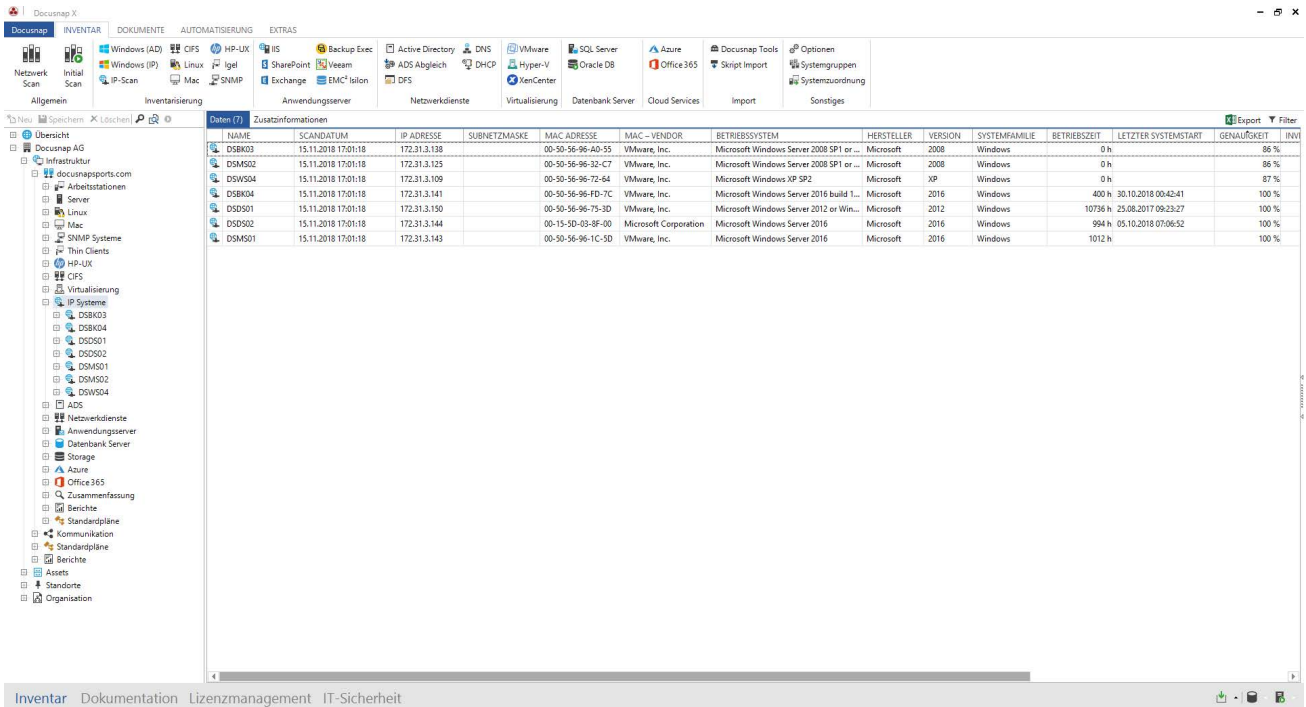 Docusnap X
Docusnap INVENTAR DOKUMENTE AUTOMATISIERUNG EXTRAS
Netzwerk Scan
Initial Scan
Allgemein
Windows (AD) CIFS HP-UX
Windows (IP) Linux Igel
IP-Scan Mac SNMP
Inventarisierung
IIS Backup Exec
SharePoint Veeam
Exchange EMC² Isilon
Anwendungsserver
Active Directory DNS
ADS Abgleich DHCP
DFS
Netzwerkdienste
VMware
Hyper-V
XenCenter
Virtualisierung
SQL Server
Oracle DB
Datenbank Server
Azure
Office 365
Cloud Services
Docusnap Tools
Skript Import
Import
Optionen
Systemgruppen
Systemzuordnung
Sonstiges
Neu Speichern Löschen
Übersicht
Docusnap AG
Infrastruktur
docusnapsports.com
Arbeitsstationen
Server
Linux
Mac
SNMP Systeme
Thin Clients
HP-UX
CIFS
Virtualisierung
IP Systeme
DSBK03
DSBK04
DSDS01
DSDS02
DSMS01
DSMS02
DSWS04
ADS
Netzwerkdienste
Anwendungsserver
Datenbank Server
Storage
Azure
Office 365
Zusammenfassung
Berichte
Standardpläne
Kommunikation
Standardpläne
Berichte
Assets
Standorte
Organisation
Daten (7) Zusatzinformationen Export Filter
NAME SCANDATUM IP ADRESSE SUBNETZMASKE MAC ADRESSE MAC – VENDOR BETRIEBSSYSTEM HERSTELLER VERSION SYSTEMFAMILIE BETRIEBSZEIT LETZTER SYSTEMSTART GENAUIGKEIT INVE
DSBK03 15.11.2018 17:01:18 172.31.3.138 00-50-56-96-A0-55 VMware, Inc. Microsoft Windows Server 2008 SP1 or ... Microsoft 2008 Windows 0 h 86 %
DSMS02 15.11.2018 17:01:18 172.31.3.125 00-50-56-96-32-C7 VMware, Inc. Microsoft Windows Server 2008 SP1 or ... Microsoft 2008 Windows 0 h 86 %
DSWS04 15.11.2018 17:01:18 172.31.3.109 00-50-56-96-72-64 VMware, Inc. Microsoft Windows XP SP2 Microsoft XP Windows 0 h 87 %
DSBK04 15.11.2018 17:01:18 172.31.3.141 00-50-56-96-FD-7C VMware, Inc. Microsoft Windows Server 2016 build 1... Microsoft 2016 Windows 400 h 30.10.2018 00:42:41 100 %
DSDS01 15.11.2018 17:01:18 172.31.3.150 00-50-56-96-75-3D VMware, Inc. Microsoft Windows Server 2012 or Win... Microsoft 2012 Windows 10736 h 25.08.2017 09:23:27 100 %
DSDS02 15.11.2018 17:01:18 172.31.3.144 00-15-5D-03-8F-00 Microsoft Corporation Microsoft Windows Server 2016 Microsoft 2016 Windows 994 h 05.10.2018 07:06:52 100 %
DSMS01 15.11.2018 17:01:18 172.31.3.143 00-50-56-96-1C-5D VMware, Inc. Microsoft Windows Server 2016 Microsoft 2016 Windows 1012 h 100 %
Inventar Dokumentation Lizenzmanagement IT-Sicherheit